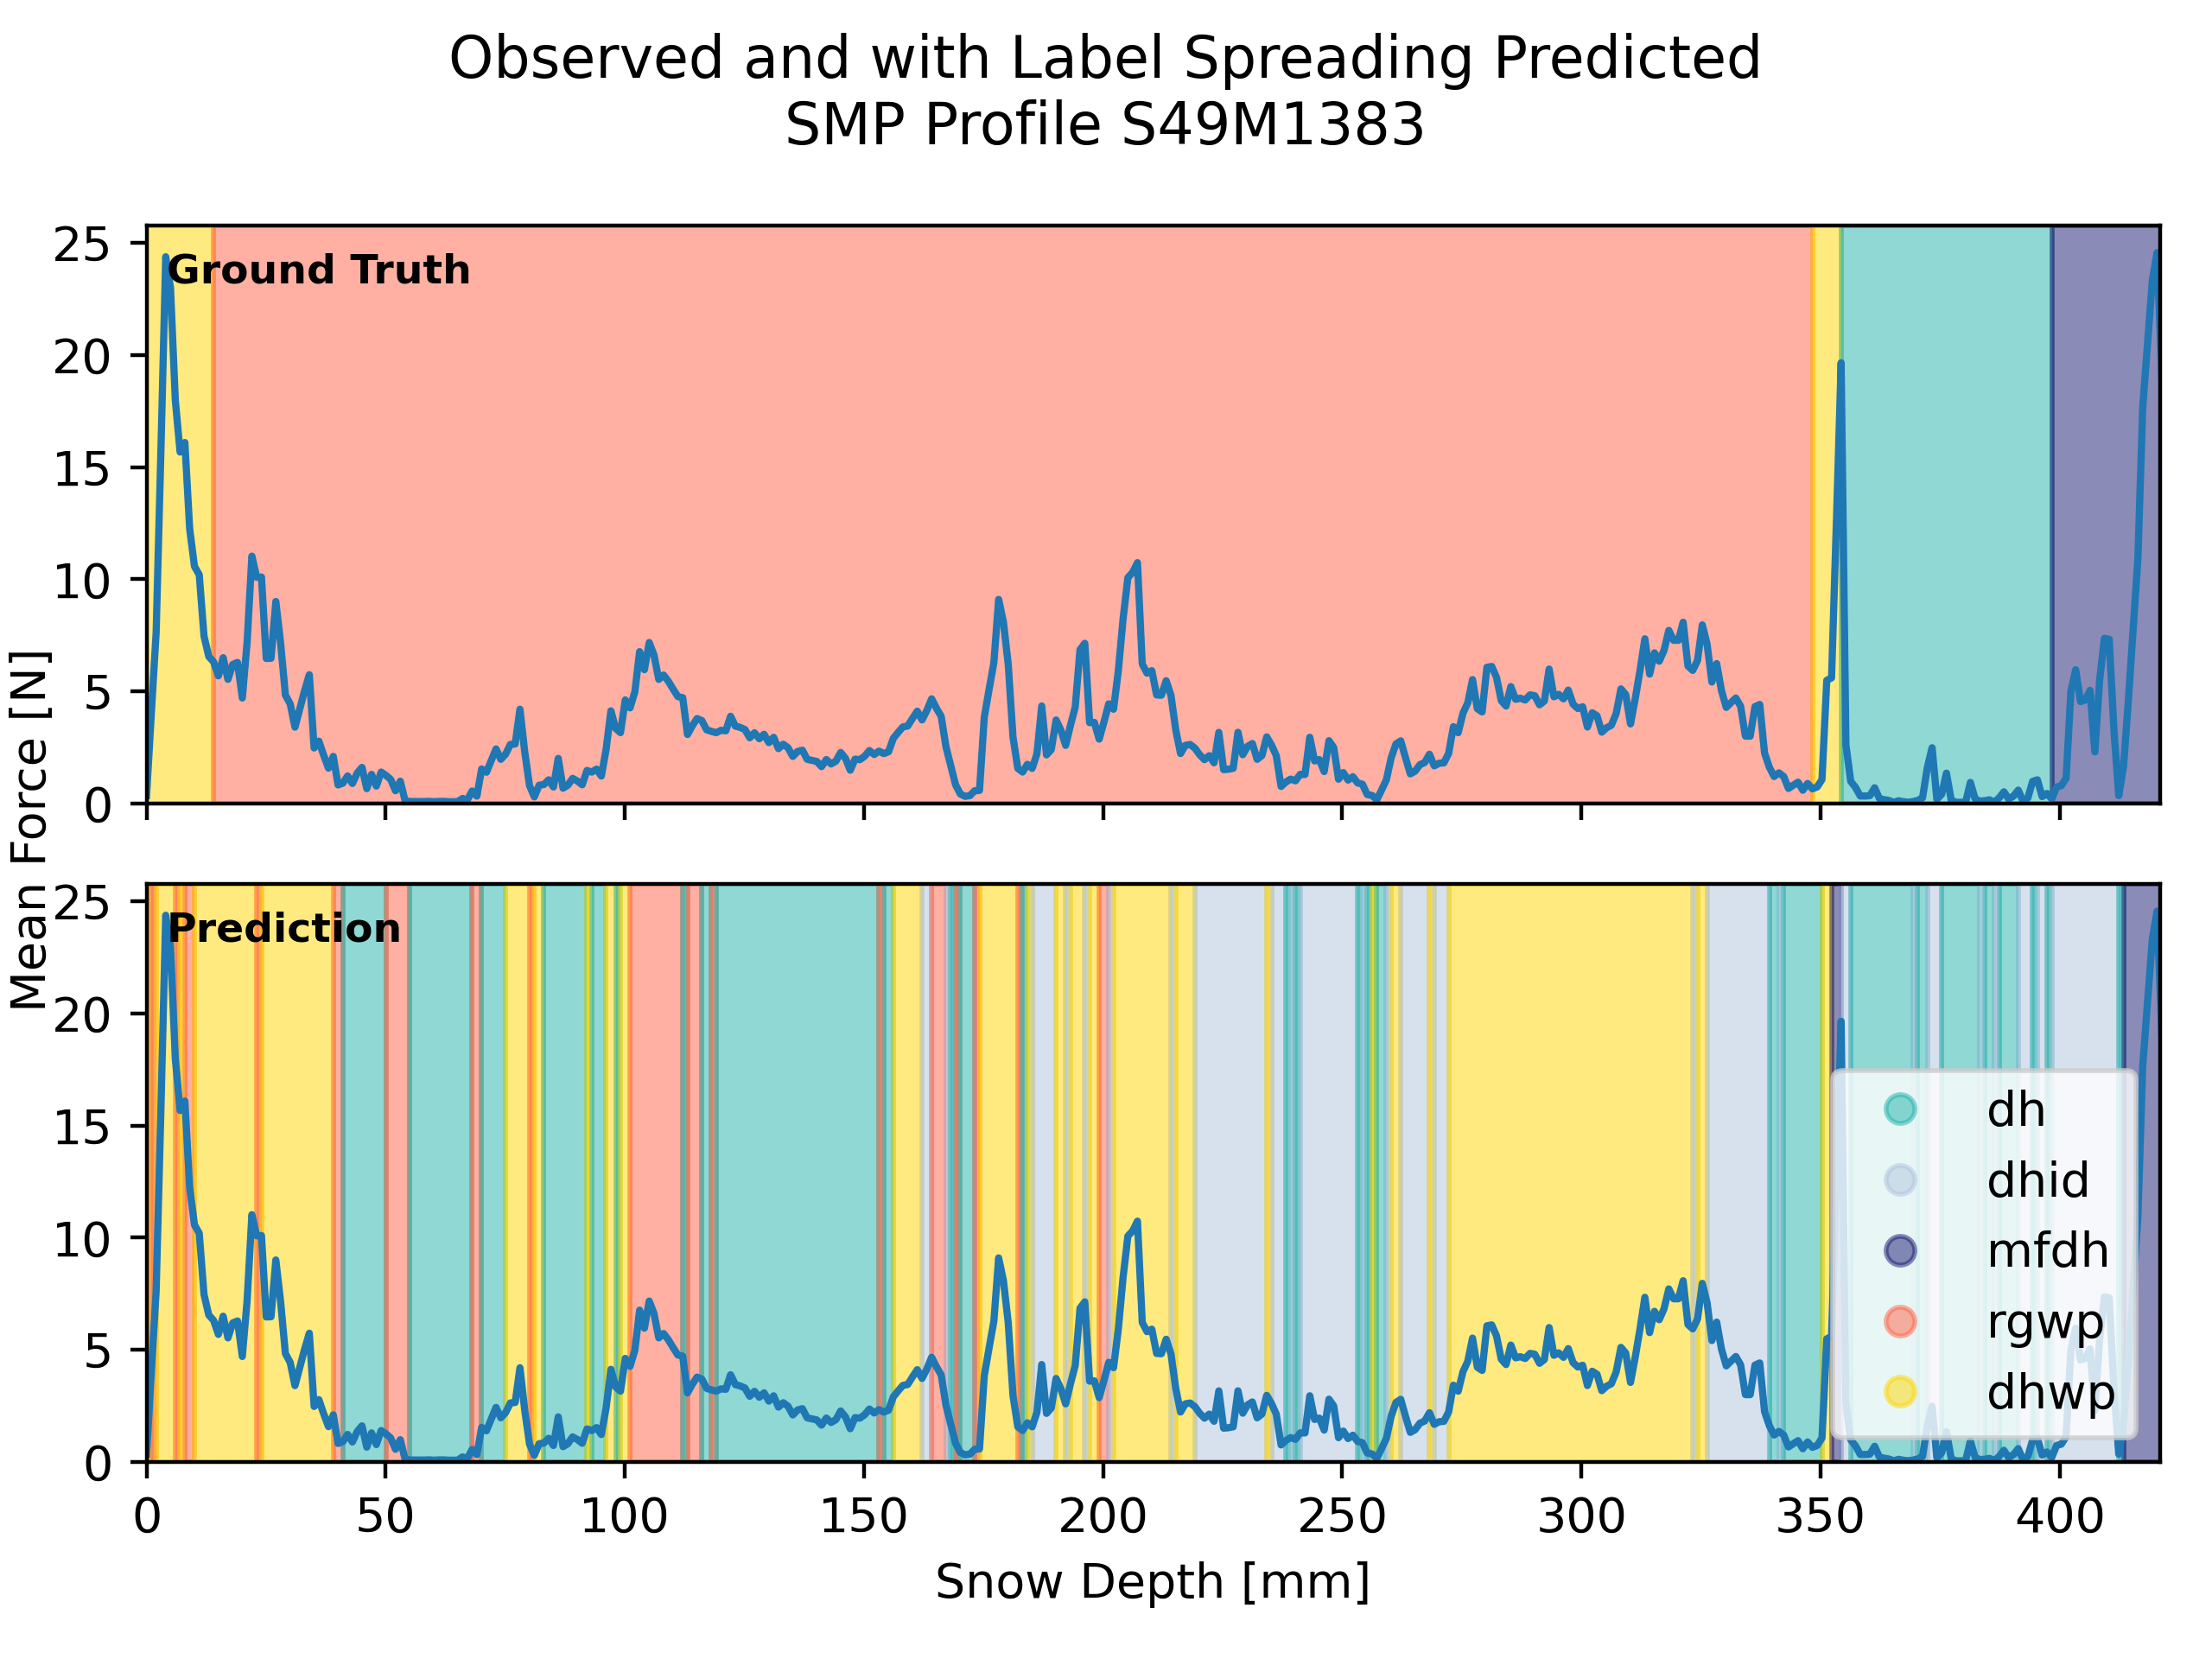 Observed and with Label Spreading Predicted
SMP Profile S49M1383
25
20
15
10
5
0
Ground Truth
Mean Force [N]
25
20
15
10
5
0
Prediction
dh
dhid
mfdh
rgwp
dhwp
0 50 100 150 200 250 300 350 400
Snow Depth [mm]